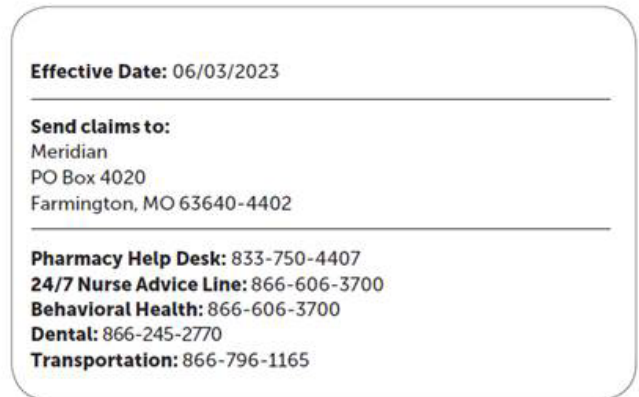 Effective Date: 06/03/2023
Send claims to:
Meridian
PO Box 4020
Farmington, MO 63640-4402
Pharmacy Help Desk: 833-750-4407
24/7 Nurse Advice Line: 866-606-3700
Behavioral Health: 866-606-3700
Dental: 866-245-2770
Transportation: 866-796-1165